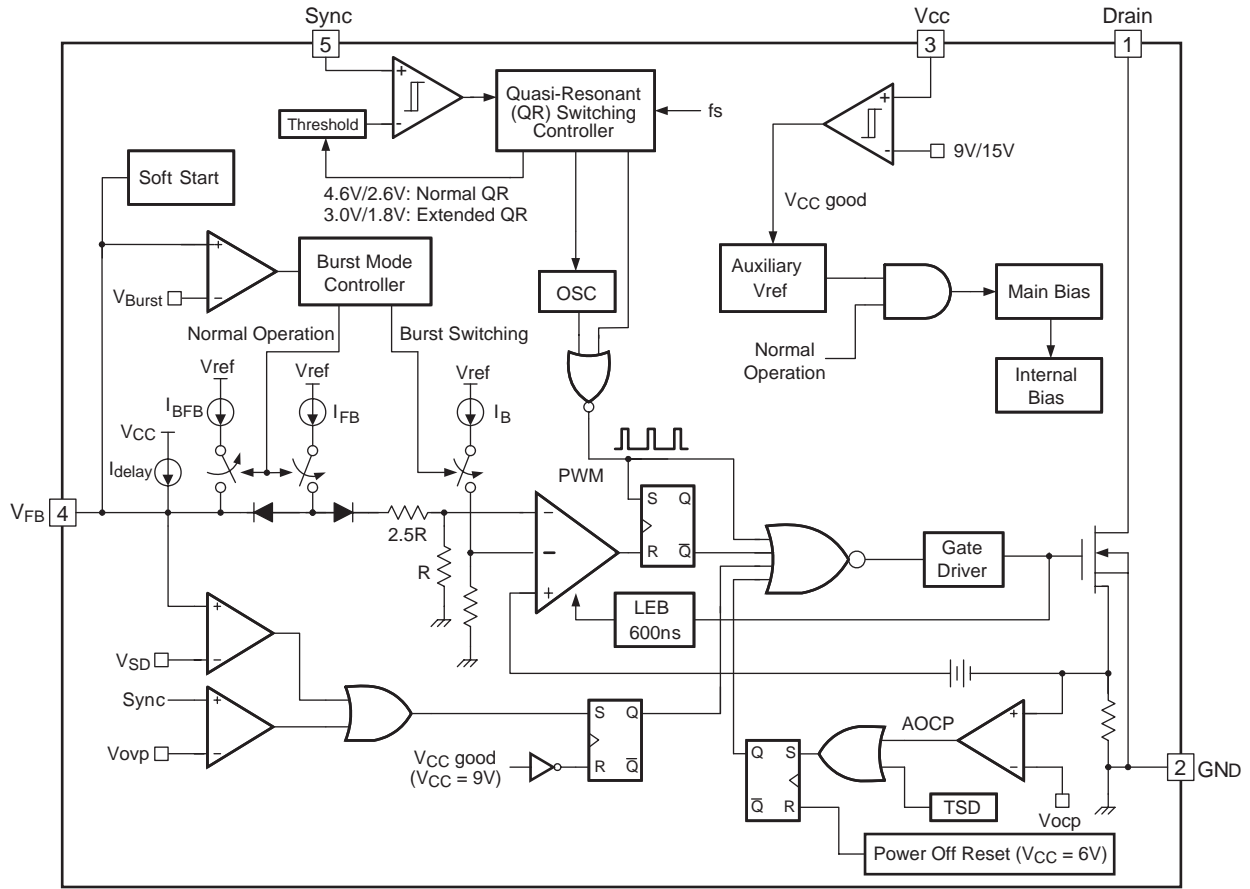 Sync
Vcc
Drain
5
3
1
+
-
Threshold
Quasi-Resonant
(QR) Switching
Controller
fs
+
-
9V/15V
Soft Start
4.6V/2.6V: Normal QR
3.0V/1.8V: Extended QR
VCC good
+
-
VBurst
Burst Mode
Controller
OSC
Auxiliary
Vref
Main Bias
Normal Operation
Burst Switching
Normal
Operation
Internal
Bias
Vref
Vref
Vref
IBFB
IFB
IB
VCC
Idelay
PWM
VFB
4
2.5R
R
-
-
+
S
Q
R
Q
Gate
Driver
LEB
600ns
+
-
VSD
Sync
+
-
Vovp
S
Q
R
Q
VCC good
(VCC = 9V)
AOCP
+
-
Q
S
Q
R
TSD
Vocp
2
GND
Power Off Reset (VCC = 6V)